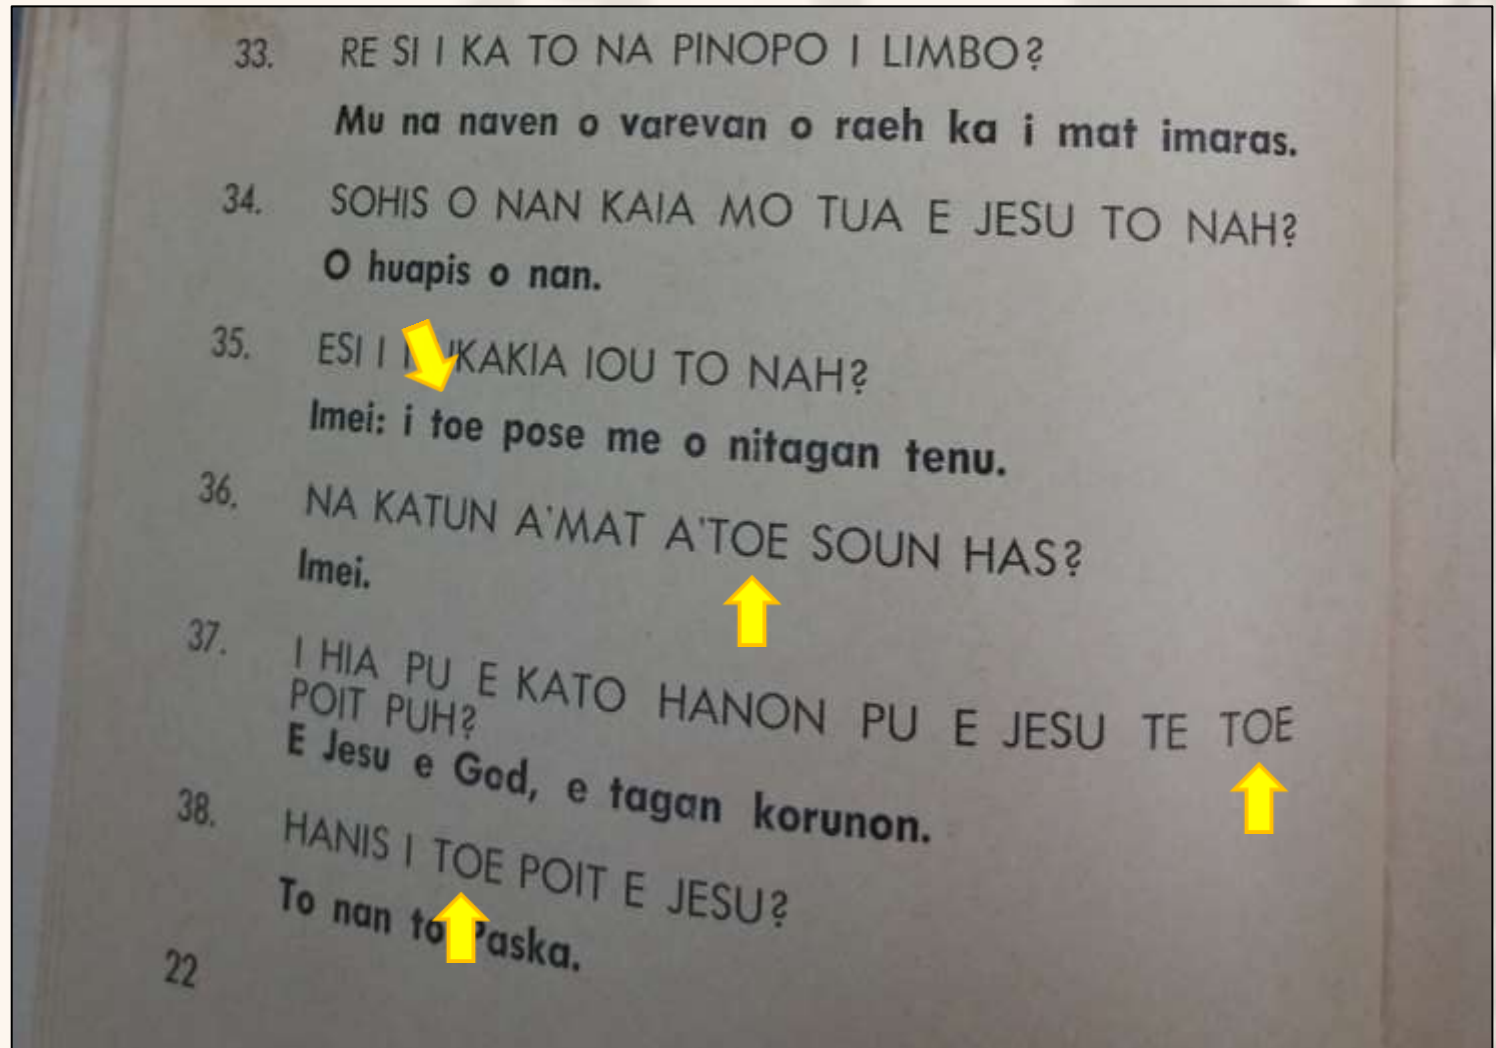 33. RE SI I KA TO NA PINOPO I LIMBO?
Mu na naven o varevan o raeh ka i mat imaras.
34. SOHIS O NAN KAIA MO TUA E JESU TO NAH?
O huapis o nan.
35. ESI I IOU TO NAH?
Imei: i toe pose me o nitagan tenu.
36. NA KATUN A'MAT A'TOE SOUN HAS?
Imei.
37. I HIA PU E KATO HANON PU E JESU TE TOE
POIT PUH?
E Jesu e God, e tagan korunon.
38. HANIS I TOE POIT E JESU?
To nan to Paska.
22